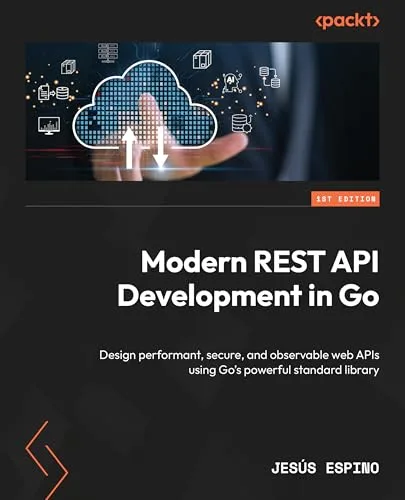 <packt>
AI
1ST EDITION
Modern REST API
Development in Go
Design performant, secure, and observable web APIs
using Go's powerful standard library
JESÚS ESPINO